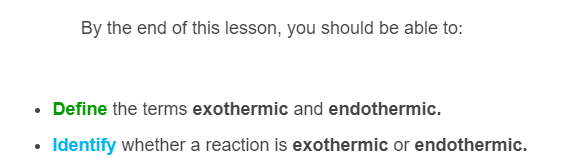 By the end of this lesson, you should be able to:
• Define the terms exothermic and endothermic.
• Identify whether a reaction is exothermic or endothermic.